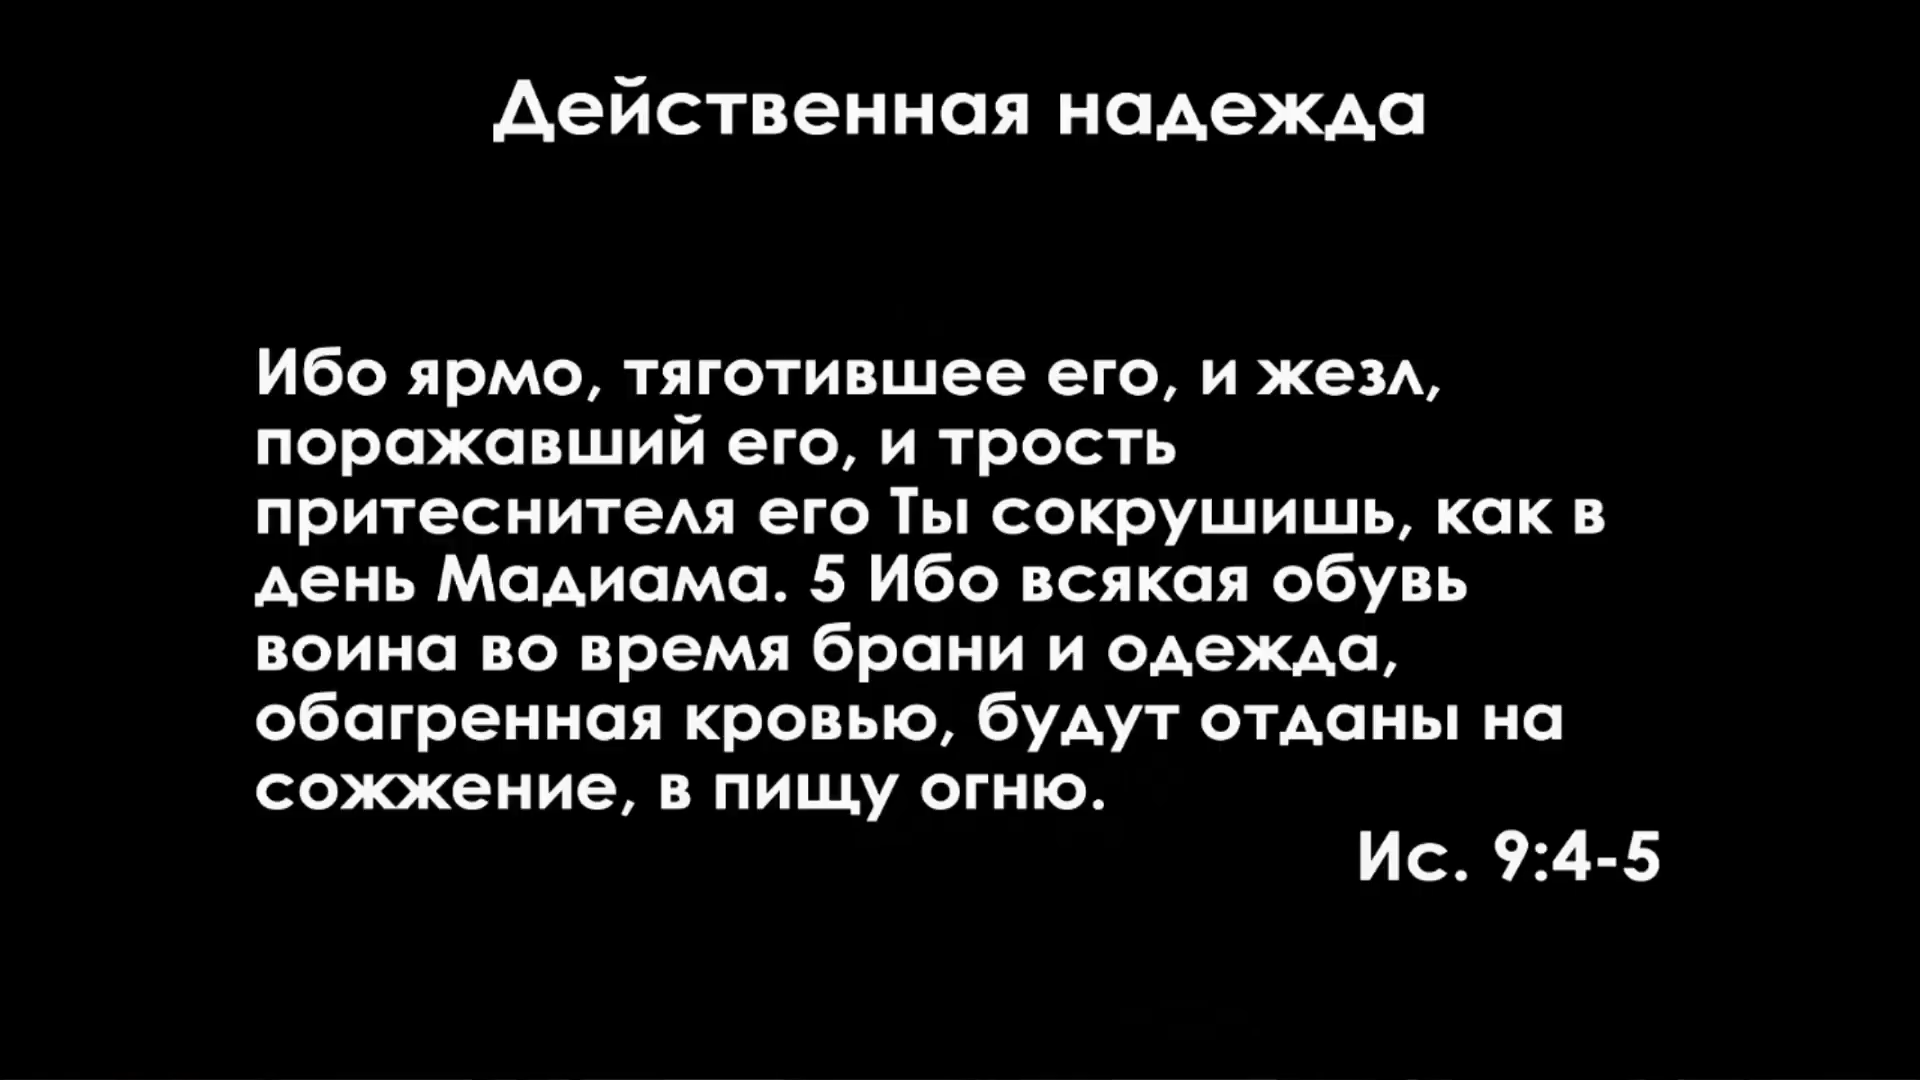 Действенная надежда
Ибо ярмо, тяготившее его, и жезл,
поражавший его, и трость
притеснителя его Ты сокрушишь, как в
день Мадиама. 5 Ибо всякая обувь
воина во время брани и одежда,
обагренная кровью, будут отданы на
сожжение, в пищу огню.
Ис. 9:4-5